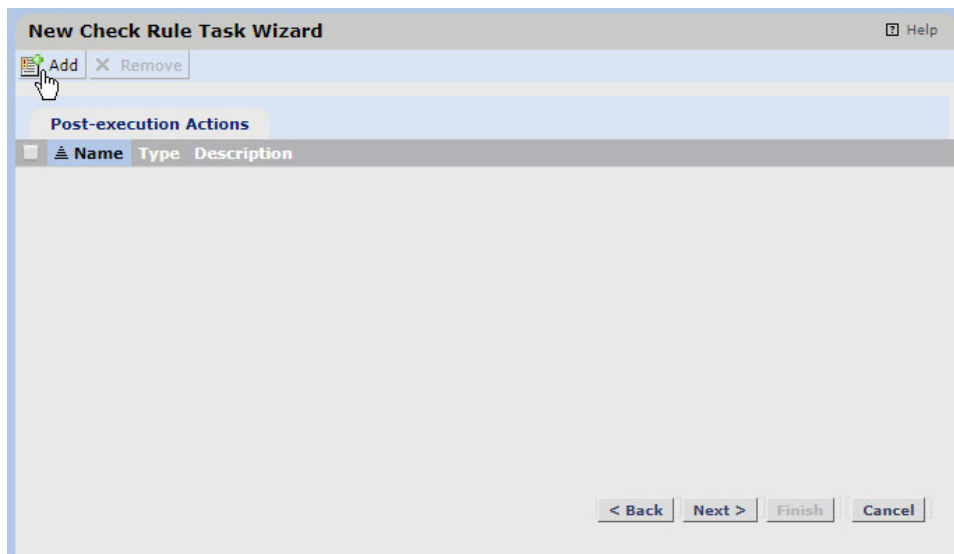 New Check Rule Task Wizard ? Help
Add × Remove
Post-execution Actions
Name Type Description
< Back Next > Finish Cancel